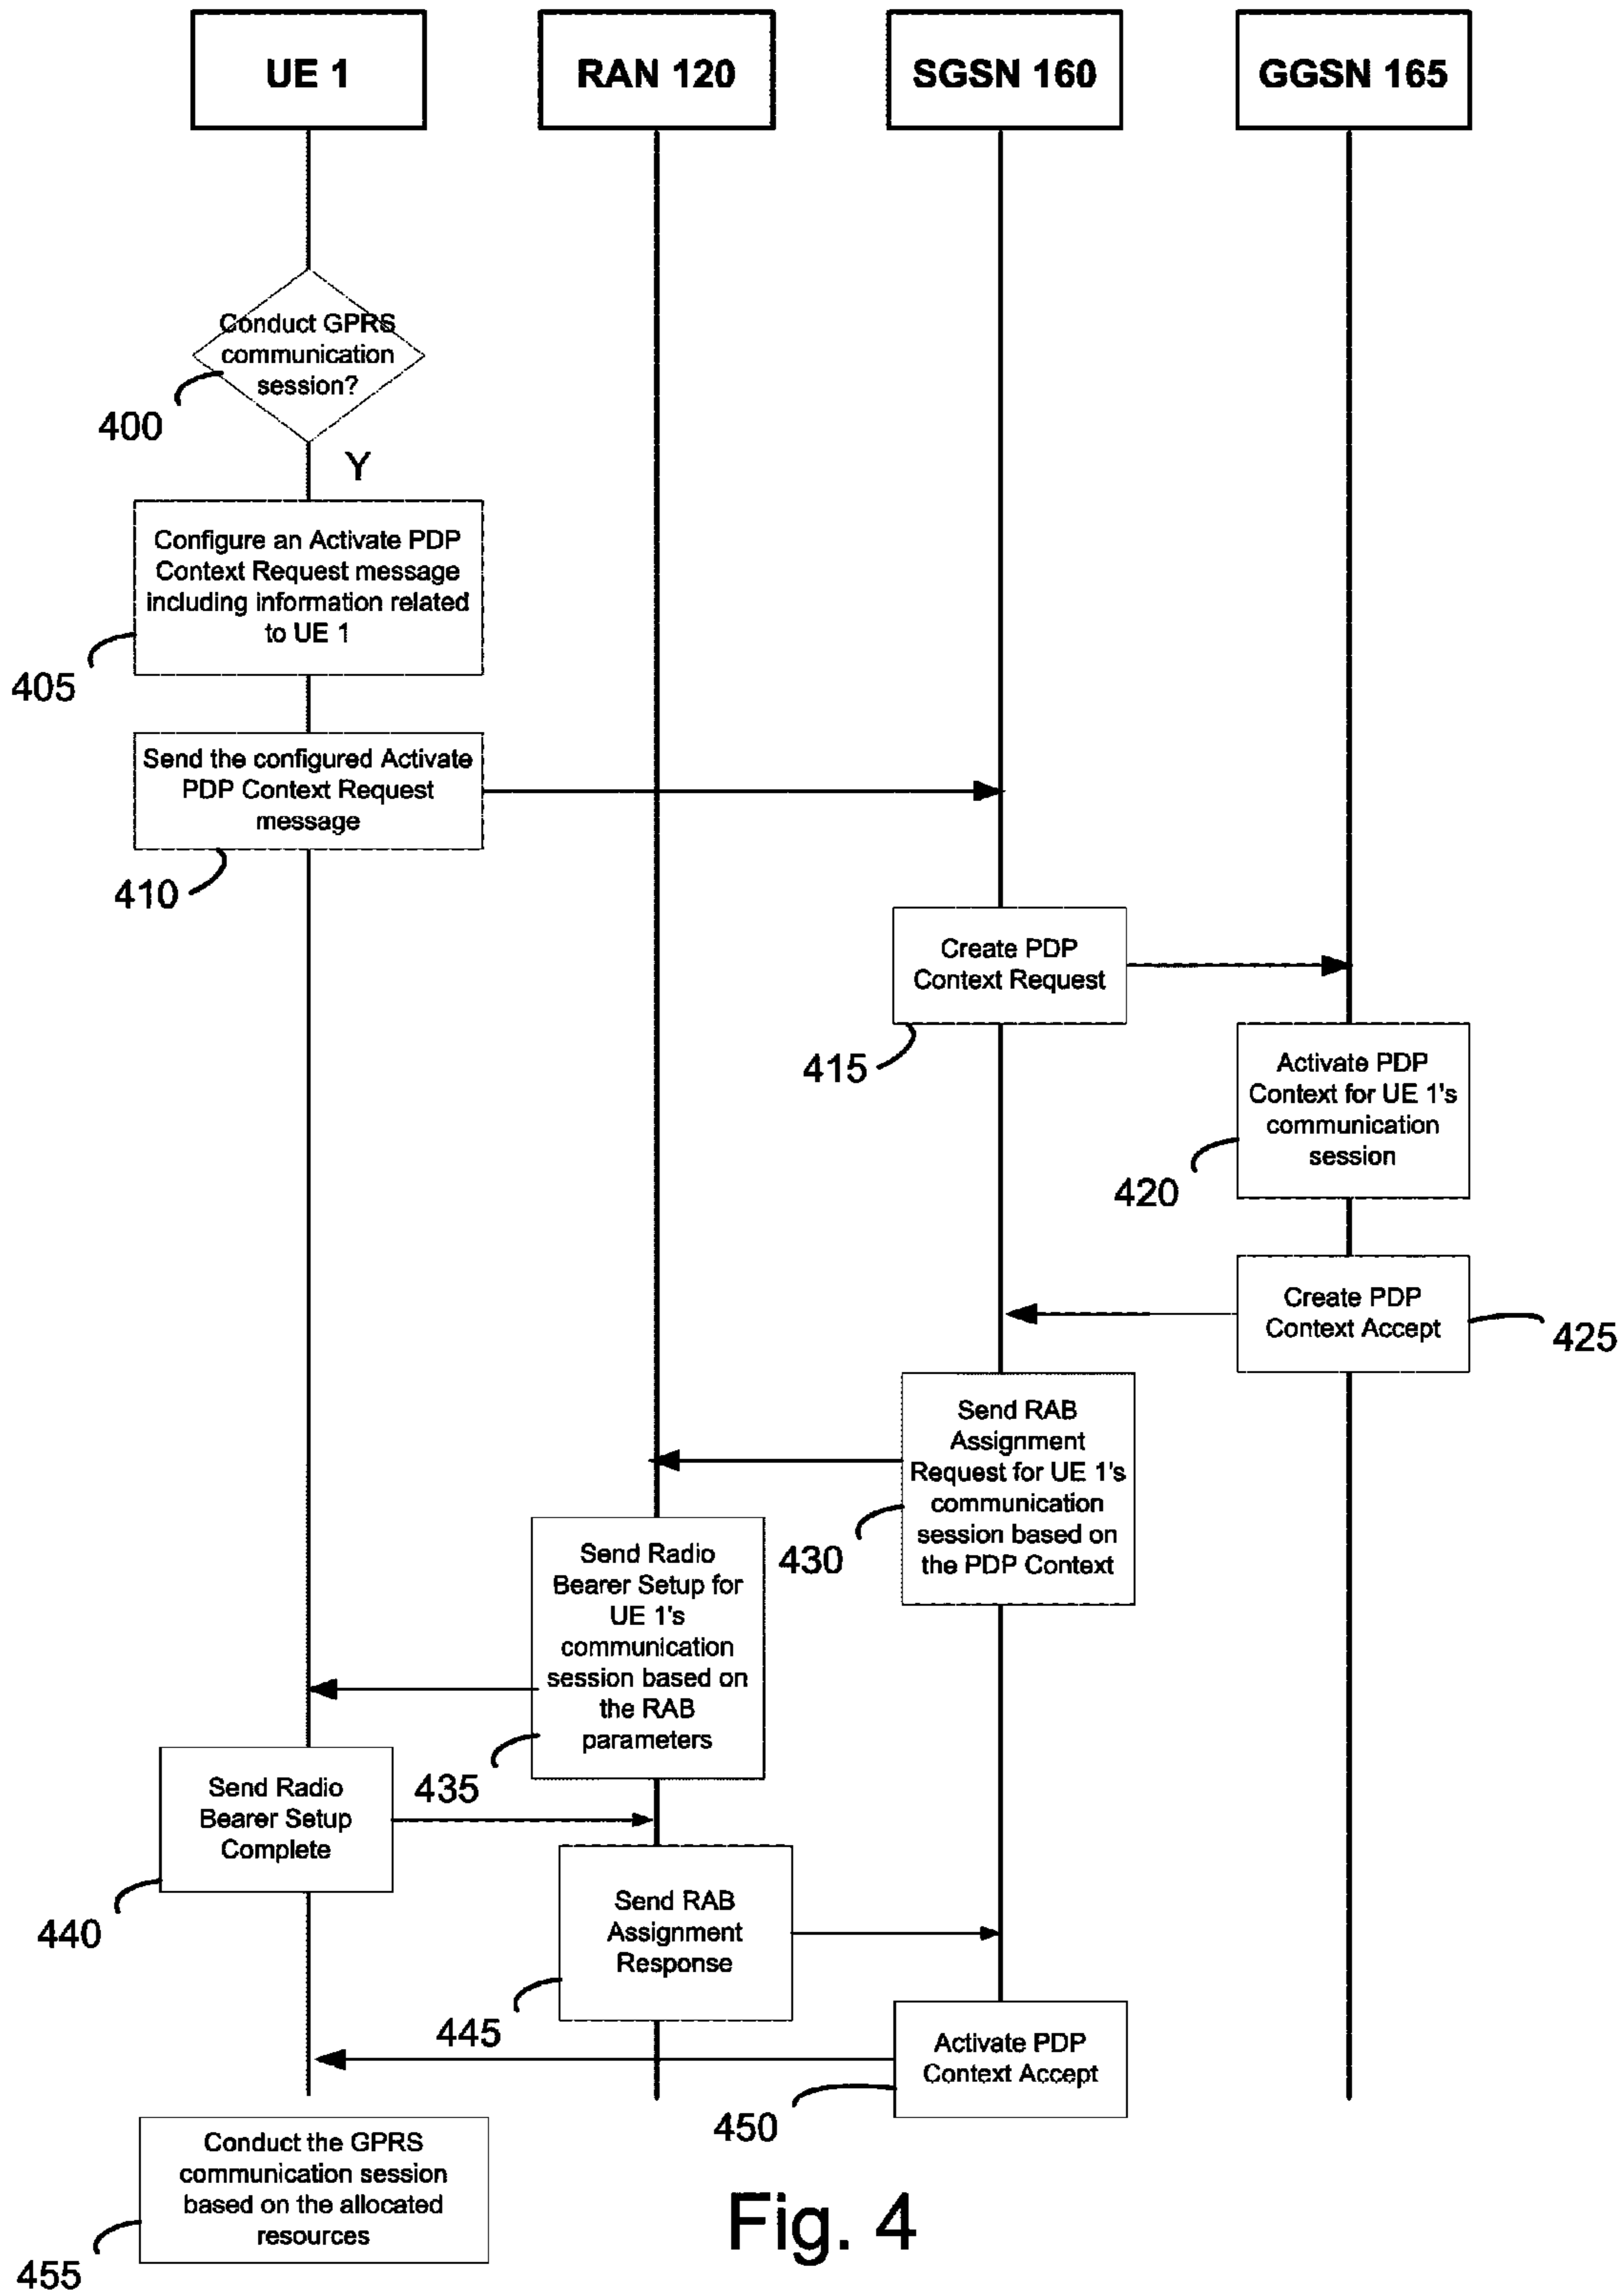 UE 1
RAN 120
SGSN 160
GGSN 165
Conduct GPRS
communication
session?
400
Y
Configure an Activate PDP
Context Request message
including information related
to UE 1
405
Send the configured Activate
PDP Context Request
message
410
Create PDP
Context Request
415
Activate PDP
Context for UE 1's
communication
session
420
Create PDP
Context Accept
425
Send RAB
Assignment
Request for UE 1's
communication
session based on
the PDP Context
430
Send Radio
Bearer Setup for
UE 1's
communication
session based on
the RAB
parameters
435
Send Radio
Bearer Setup
Complete
440
Send RAB
Assignment
Response
445
Activate PDP
Context Accept
450
Conduct the GPRS
communication session
based on the allocated
resources
455
Fig. 4